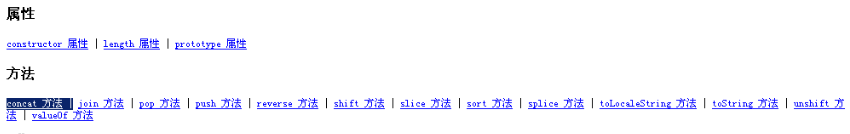 属性
constructor 属性 | length 属性 | prototype 属性
方法
concat 方法 | join 方法 | pop 方法 | push 方法 | reverse 方法 | shift 方法 | slice 方法 | sort 方法 | splice 方法 | toLocaleString 方法 | toString 方法 | unshift 方
法 | valueOf 方法